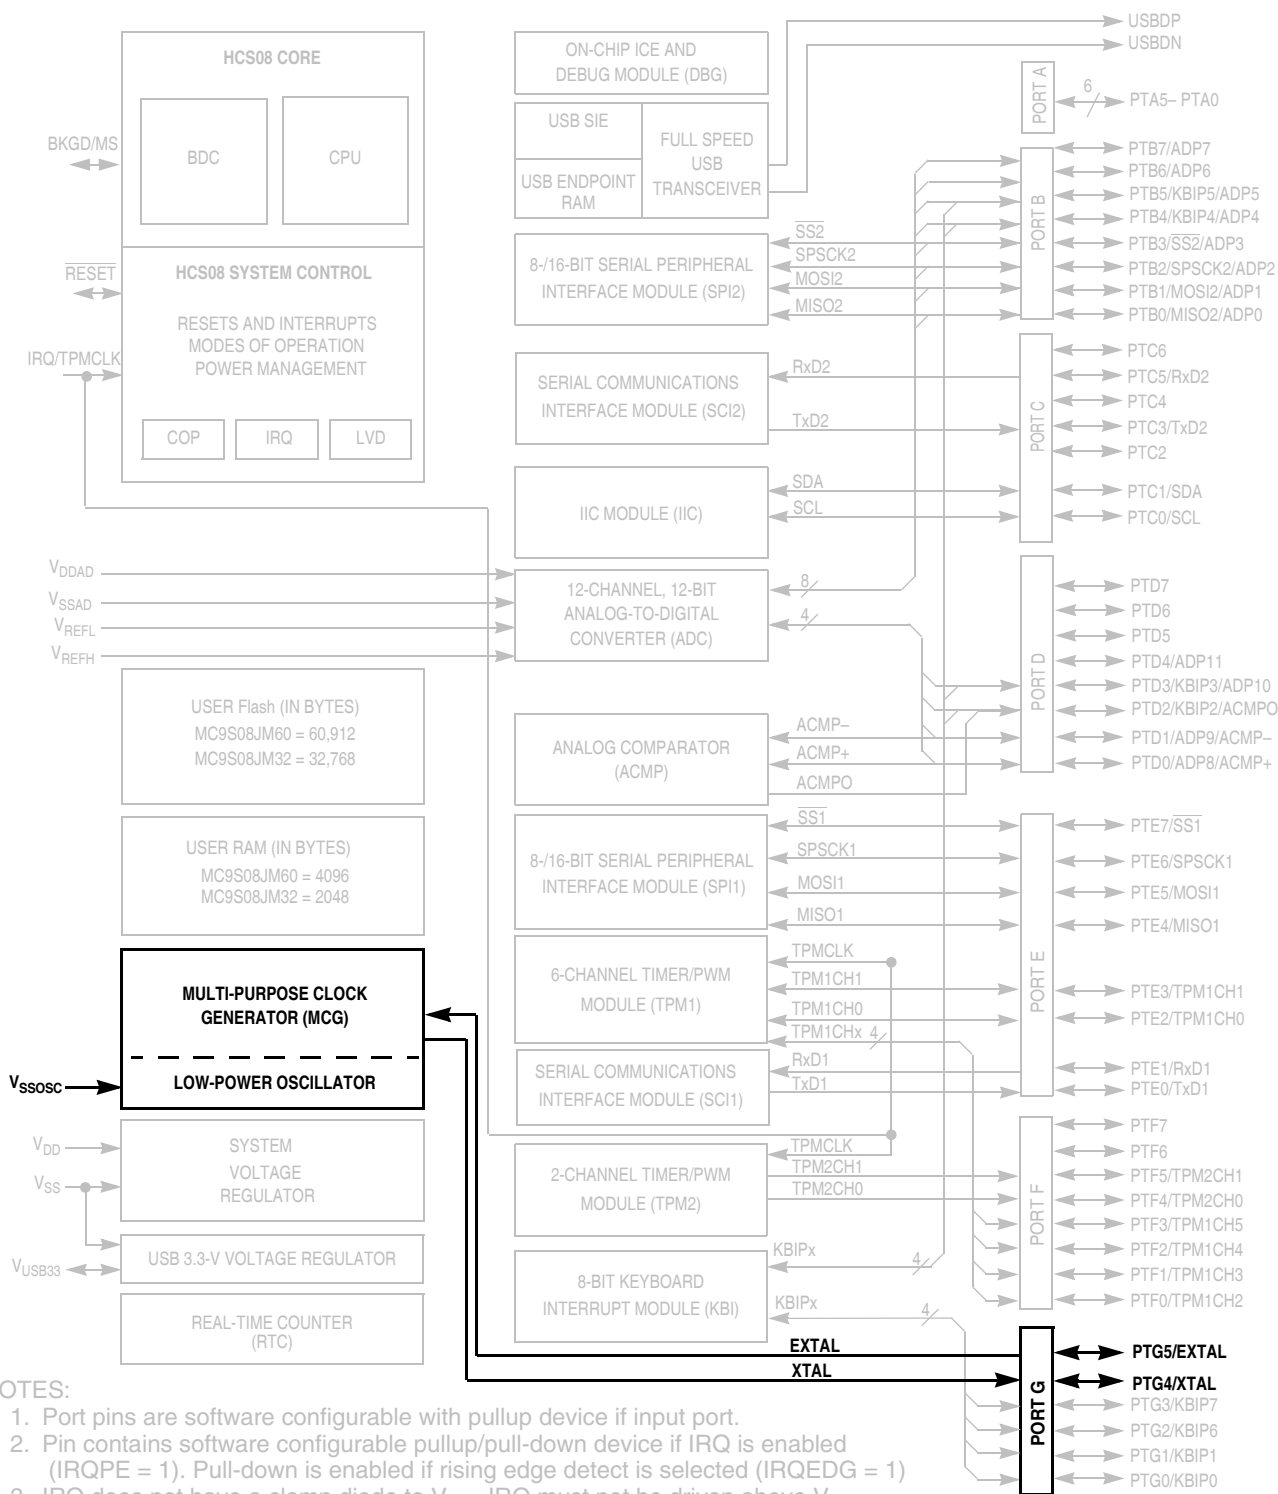 USBDP
USBDN
HCS08 CORE
BDC
CPU
BKGD/MS
HCS08 SYSTEM CONTROL
RESET
RESETS AND INTERRUPTS
MODES OF OPERATION
POWER MANAGEMENT
IRQ/TPMCLK
COP
IRQ
LVD
ON-CHIP ICE AND
DEBUG MODULE (DBG)
USB SIE
USB ENDPOINT
RAM
FULL SPEED
USB
TRANSCEIVER
8-/16-BIT SERIAL PERIPHERAL
INTERFACE MODULE (SPI2)
SS2
SPSCK2
MOSI2
MISO2
SERIAL COMMUNICATIONS
INTERFACE MODULE (SCI2)
RxD2
TxD2
IIC MODULE (IIC)
SDA
SCL
VDDAD
VSSAD
VREFL
VREFH
12-CHANNEL, 12-BIT
ANALOG-TO-DIGITAL
CONVERTER (ADC)
8
4
USER Flash (IN BYTES)
MC9S08JM60 = 60,912
MC9S08JM32 = 32,768
ANALOG COMPARATOR
(ACMP)
ACMP–
ACMP+
ACMPO
USER RAM (IN BYTES)
MC9S08JM60 = 4096
MC9S08JM32 = 2048
8-/16-BIT SERIAL PERIPHERAL
INTERFACE MODULE (SPI1)
SS1
SPSCK1
MOSI1
MISO1
MULTI-PURPOSE CLOCK
GENERATOR (MCG)
LOW-POWER OSCILLATOR
VSSOSC
6-CHANNEL TIMER/PWM
MODULE (TPM1)
TPMCLK
TPM1CH1
TPM1CH0
TPM1CHx 4
SERIAL COMMUNICATIONS
INTERFACE MODULE (SCI1)
RxD1
TxD1
VDD
VSS
SYSTEM
VOLTAGE
REGULATOR
2-CHANNEL TIMER/PWM
MODULE (TPM2)
TPMCLK
TPM2CH1
TPM2CH0
VUSB33
USB 3.3-V VOLTAGE REGULATOR
8-BIT KEYBOARD
INTERRUPT MODULE (KBI)
KBIPx
4
KBIPx
4
REAL-TIME COUNTER
(RTC)
EXTAL
XTAL
PORT A
6
PTA5– PTA0
PORT B
PTB7/ADP7
PTB6/ADP6
PTB5/KBIP5/ADP5
PTB4/KBIP4/ADP4
PTB3/SS2/ADP3
PTB2/SPSCK2/ADP2
PTB1/MOSI2/ADP1
PTB0/MISO2/ADP0
PORT C
PTC6
PTC5/RxD2
PTC4
PTC3/TxD2
PTC2
PTC1/SDA
PTC0/SCL
PORT D
PTD7
PTD6
PTD5
PTD4/ADP11
PTD3/KBIP3/ADP10
PTD2/KBIP2/ACMPO
PTD1/ADP9/ACMP–
PTD0/ADP8/ACMP+
PORT E
PTE7/SS1
PTE6/SPSCK1
PTE5/MOSI1
PTE4/MISO1
PTE3/TPM1CH1
PTE2/TPM1CH0
PTE1/RxD1
PTE0/TxD1
PORT F
PTF7
PTF6
PTF5/TPM2CH1
PTF4/TPM2CH0
PTF3/TPM1CH5
PTF2/TPM1CH4
PTF1/TPM1CH3
PTF0/TPM1CH2
PORT G
PTG5/EXTAL
PTG4/XTAL
PTG3/KBIP7
PTG2/KBIP6
PTG1/KBIP1
PTG0/KBIP0
OTES:
1. Port pins are software configurable with pullup device if input port.
2. Pin contains software configurable pullup/pull-down device if IRQ is enabled
(IRQPE = 1). Pull-down is enabled if rising edge detect is selected (IRQEDG = 1)
3. IRQ does not have a clamp diode to V IRQ must not be driven above V